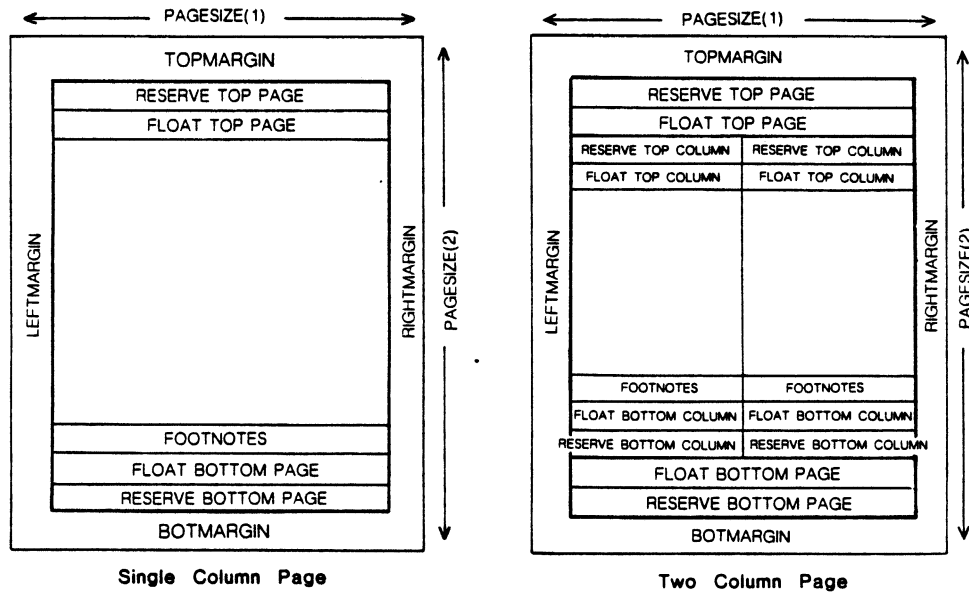 PAGESIZE(1)
TOPMARGIN
RESERVE TOP PAGE
FLOAT TOP PAGE
LEFTMARGIN
RIGHTMARGIN
PAGESIZE(2)
FOOTNOTES
FLOAT BOTTOM PAGE
RESERVE BOTTOM PAGE
BOTMARGIN
Single Column Page
PAGESIZE(1)
TOPMARGIN
RESERVE TOP PAGE
FLOAT TOP PAGE
RESERVE TOP COLUMN RESERVE TOP COLUMN
FLOAT TOP COLUMN FLOAT TOP COLUMN
LEFTMARGIN
RIGHTMARGIN
PAGESIZE(2)
FOOTNOTES FOOTNOTES
FLOAT BOTTOM COLUMN FLOAT BOTTOM COLUMN
RESERVE BOTTOM COLUMN RESERVE BOTTOM COLUMN
FLOAT BOTTOM PAGE
RESERVE BOTTOM PAGE
BOTMARGIN
Two Column Page